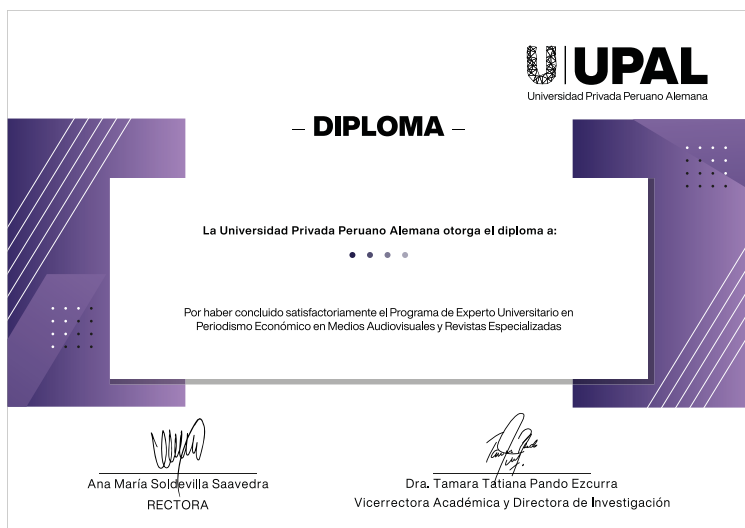 UPAL
Universidad Privada Peruano Alemana
– DIPLOMA –
La Universidad Privada Peruano Alemana otorga el diploma a:
Por haber concluido satisfactoriamente el Programa de Experto Universitario en
Periodismo Económico en Medios Audiovisuales y Revistas Especializadas
Ana María Soldevilla Saavedra
RECTORA
Dra. Tamara Tatiana Pando Ezcurra
Vicerrectora Académica y Directora de Investigación